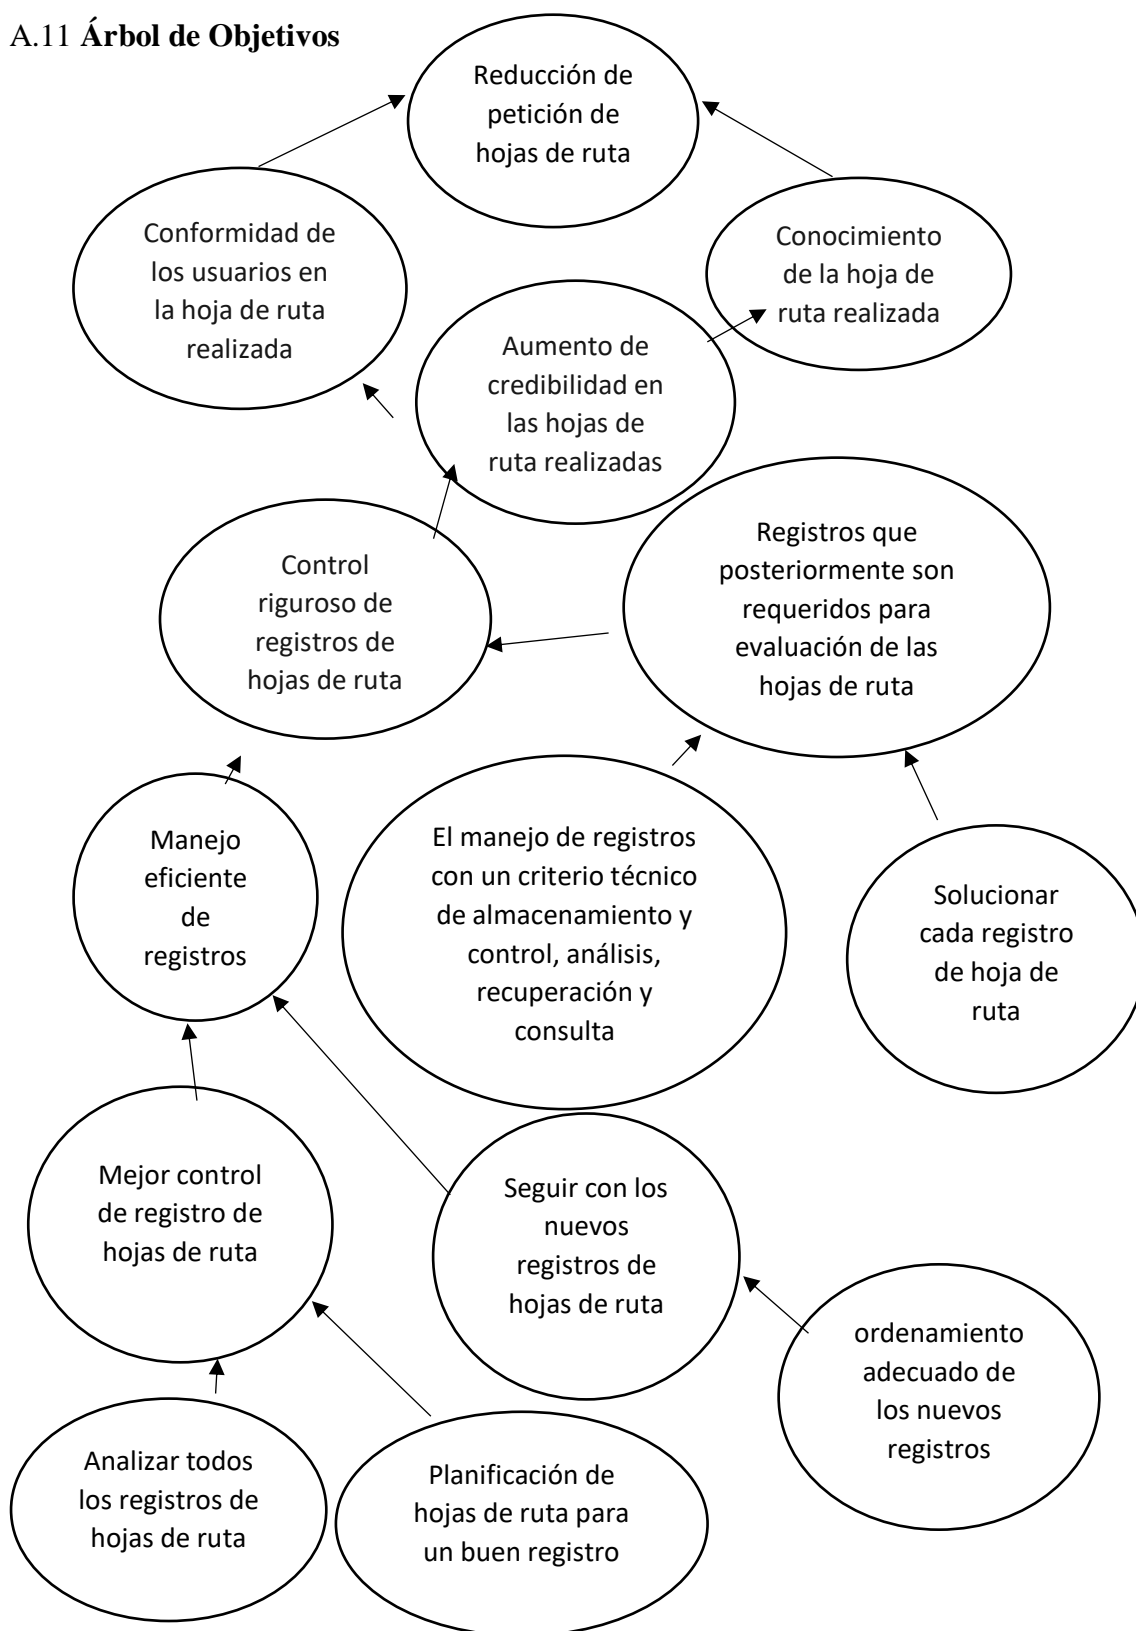 A.11 Árbol de Objetivos
Reducción de
petición de
hojas de ruta
Conformidad de
los usuarios en
la hoja de ruta
realizada
Conocimiento
de la hoja de
ruta realizada
Aumento de
credibilidad en
las hojas de
ruta realizadas
Control
riguroso de
registros de
hojas de ruta
Registros que
posteriormente son
requeridos para
evaluación de las
hojas de ruta
Manejo
eficiente
de
registros
El manejo de registros
con un criterio técnico
de almacenamiento y
control, análisis,
recuperación y
consulta
Solucionar
cada registro
de hoja de
ruta
Mejor control
de registro de
hojas de ruta
Seguir con los
nuevos
registros de
hojas de ruta
ordenamiento
adecuado de
los nuevos
registros
Analizar todos
los registros de
hojas de ruta
Planificación de
hojas de ruta para
un buen registro